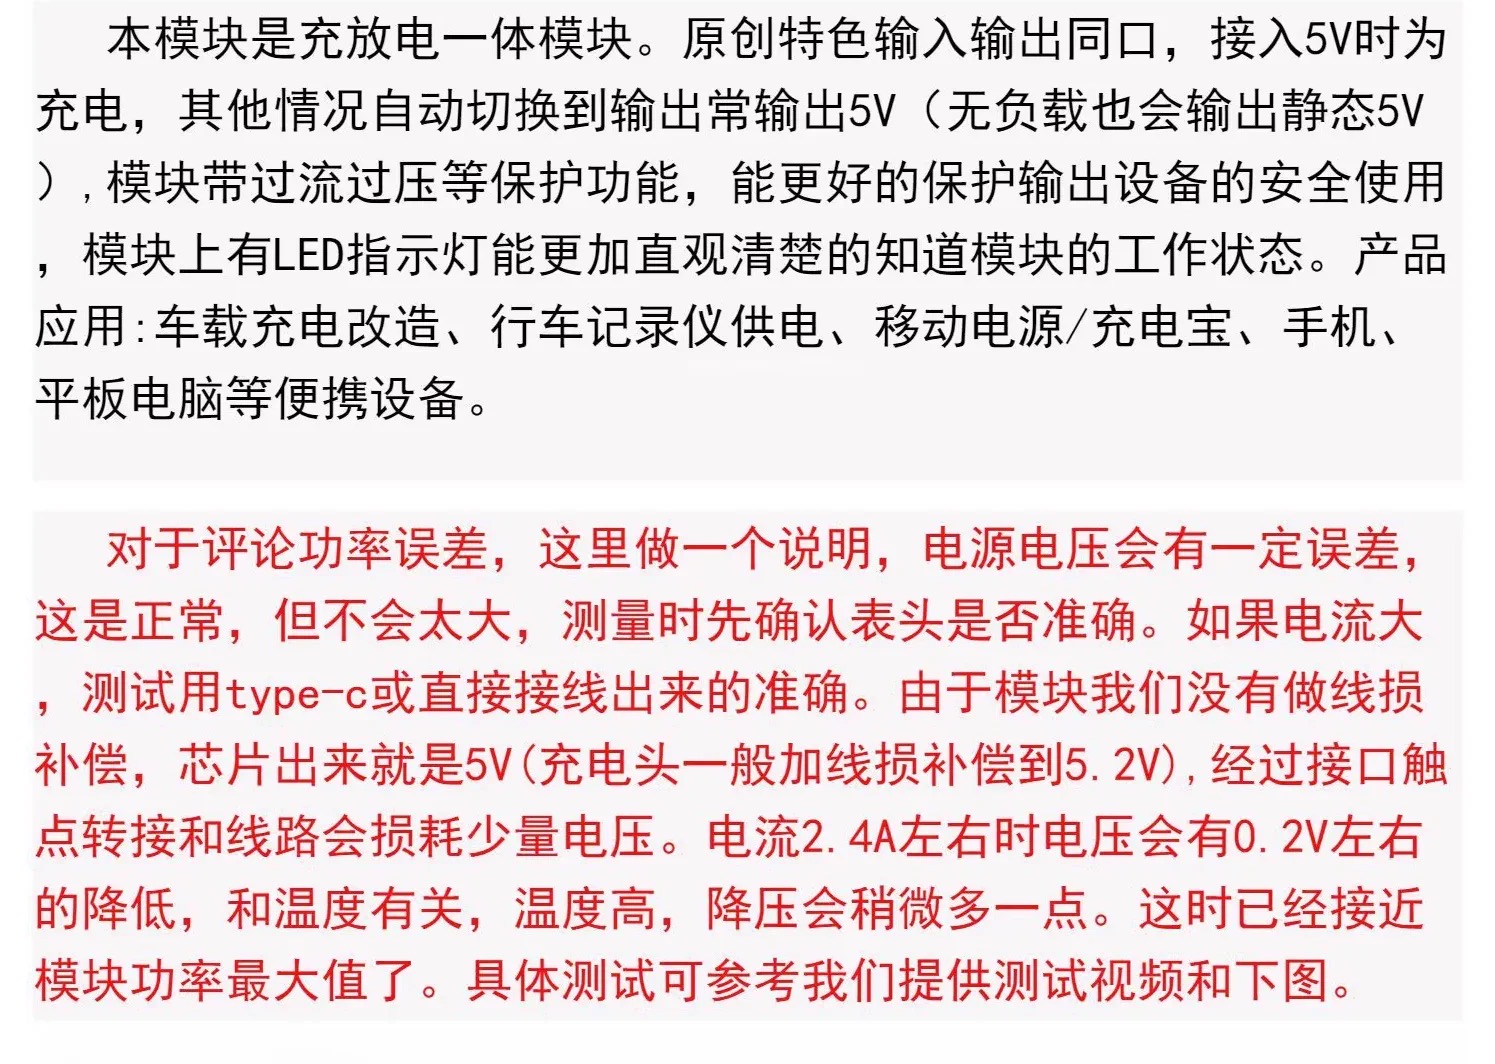 本模块是充放电一体模块。原创特色输入输出同口，接入5V时为
充电，其他情况自动切换到输出常输出5V（无负载也会输出静态5V
）,模块带过流过压等保护功能，能更好的保护输出设备的安全使用
，模块上有LED指示灯能更加直观清楚的知道模块的工作状态。产品
应用:车载充电改造、行车记录仪供电、移动电源/充电宝、手机、
平板电脑等便携设备。
对于评论功率误差，这里做一个说明，电源电压会有一定误差，
这是正常，但不会太大，测量时先确认表头是否准确。如果电流大
，测试用type-c或直接接线出来的准确。由于模块我们没有做线损
补偿，芯片出来就是5V(充电头一般加线损补偿到5.2V),经过接口触
点转接和线路会损耗少量电压。电流2.4A左右时电压会有0.2V左右
的降低，和温度有关，温度高，降压会稍微多一点。这时已经接近
模块功率最大值了。具体测试可参考我们提供测试视频和下图。